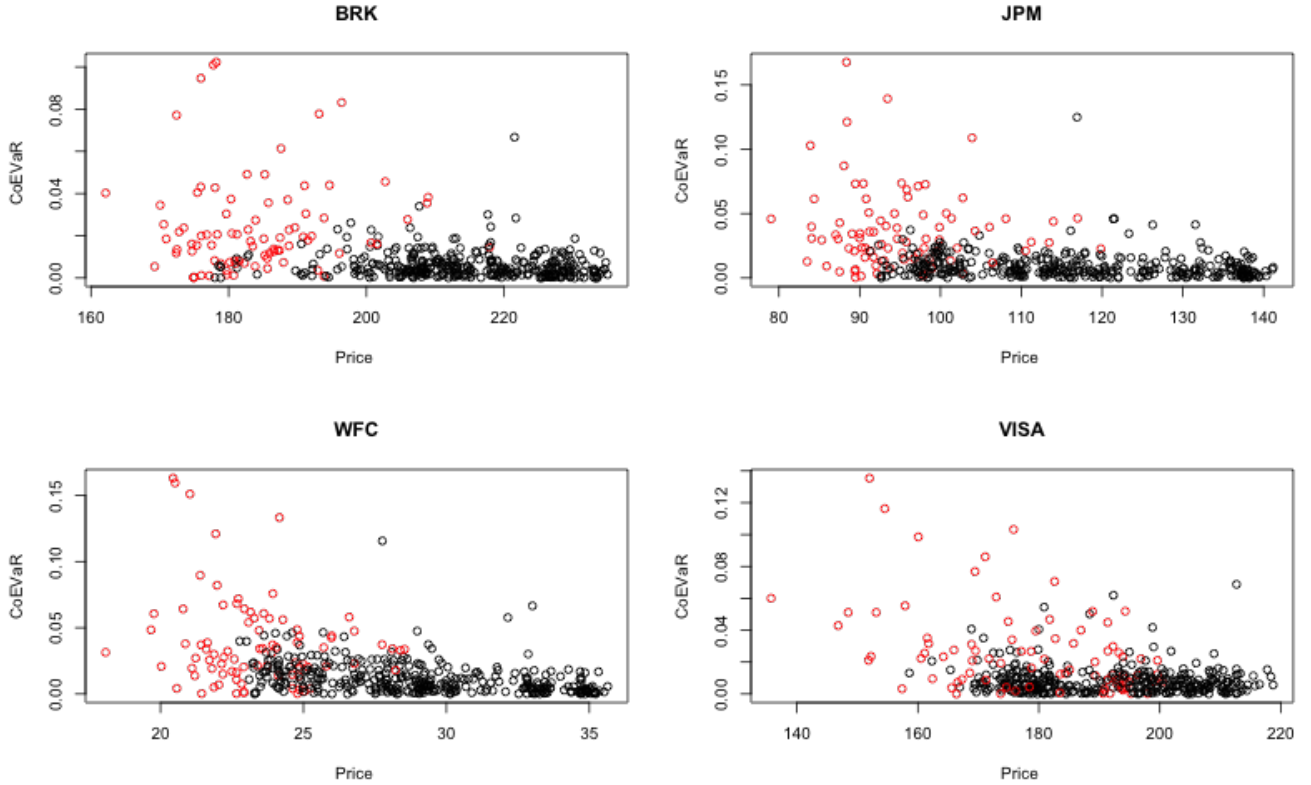 BRK
CoEVaR
0.00 0.04 0.08
160 180 200 220
Price
JPM
CoEVaR
0.00 0.05 0.10 0.15
80 90 100 110 120 130 140
Price
WFC
CoEVaR
0.00 0.05 0.10 0.15
20 25 30 35
Price
VISA
CoEVaR
0.00 0.04 0.08 0.12
140 160 180 200 220
Price